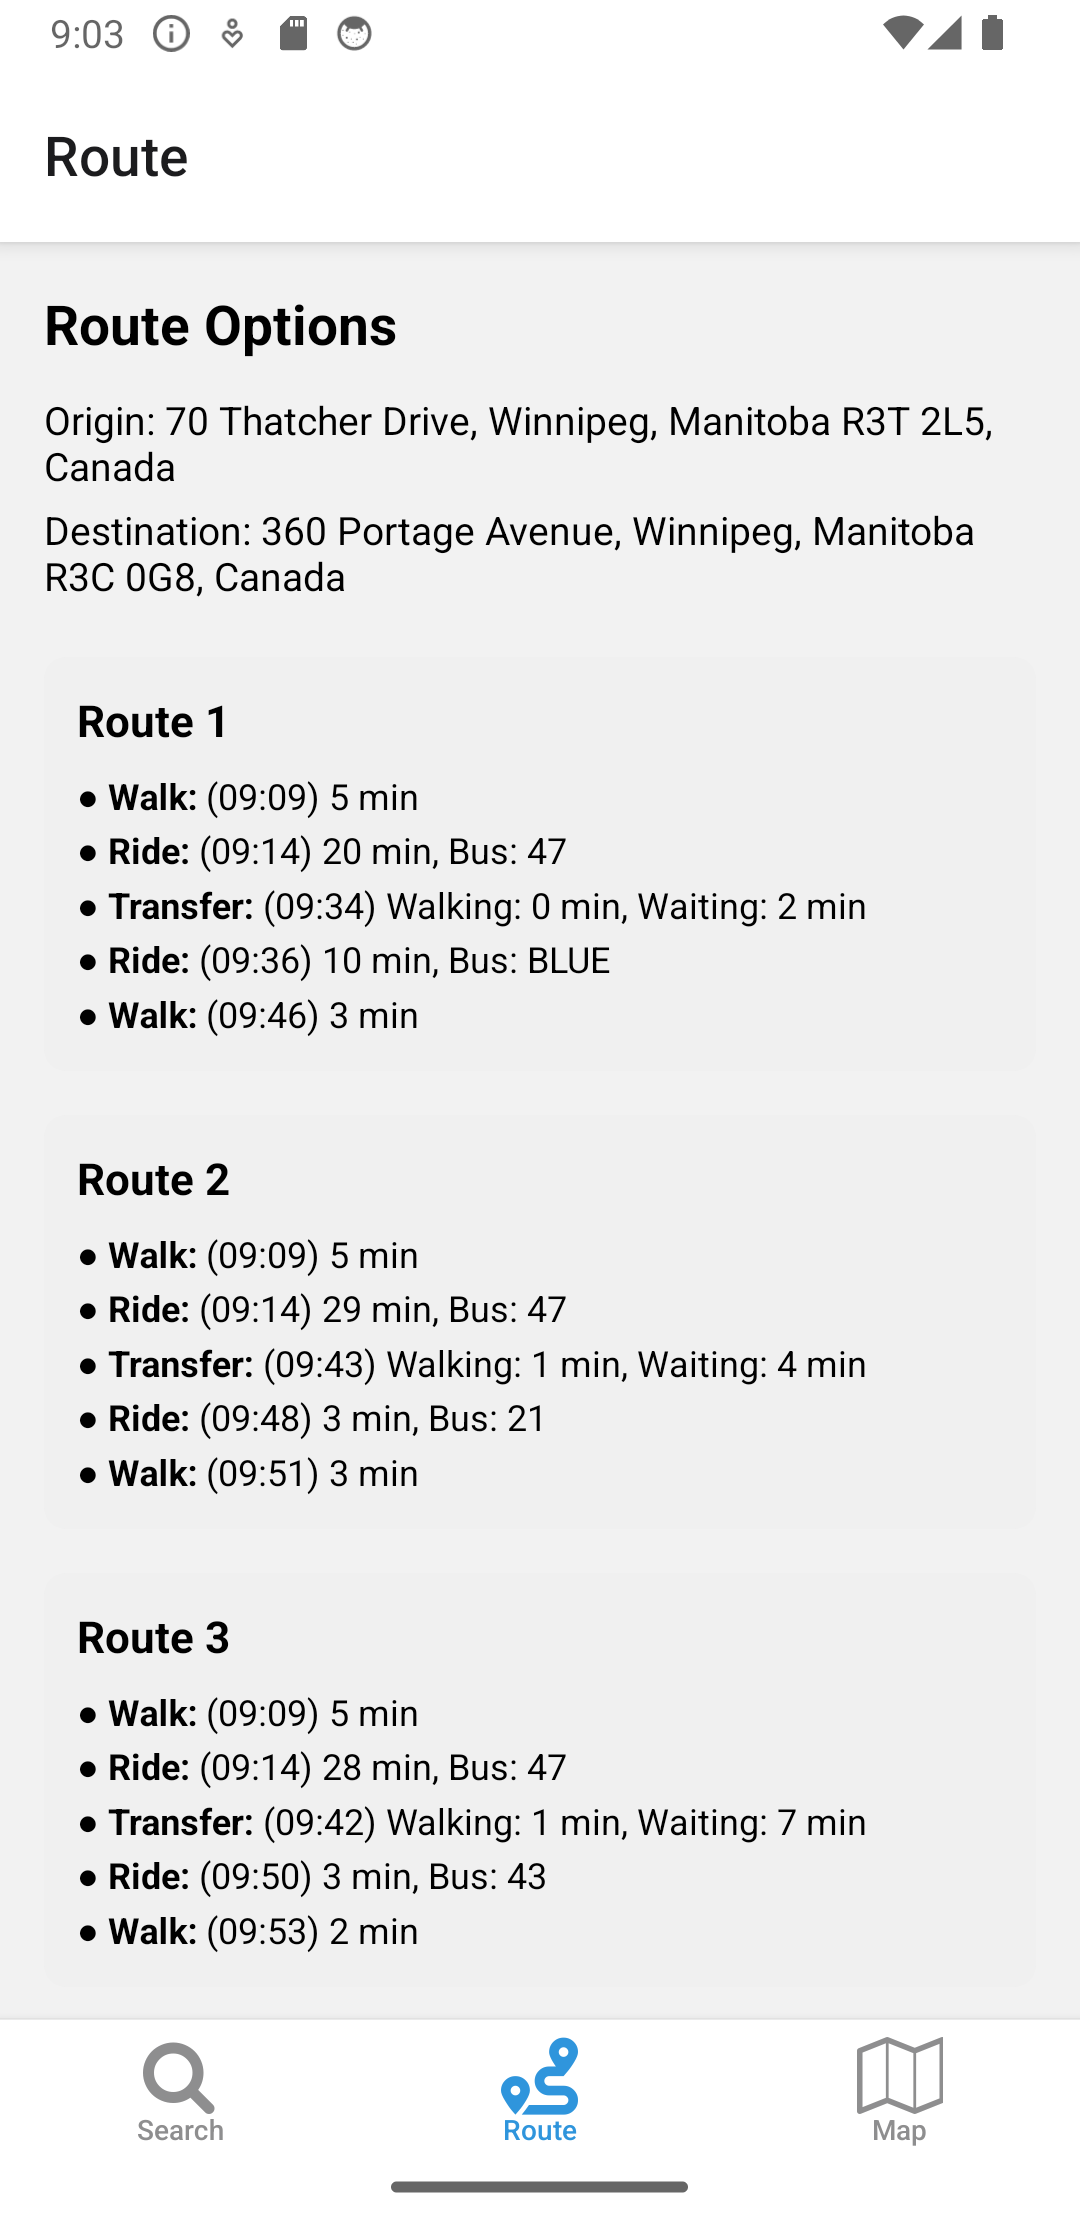 9:03
Route
Route Options
Origin: 70 Thatcher Drive, Winnipeg, Manitoba R3T 2L5,
Canada
Destination: 360 Portage Avenue, Winnipeg, Manitoba
R3C 0G8, Canada
Route 1
● Walk: (09:09) 5 min
● Ride: (09:14) 20 min, Bus: 47
● Transfer: (09:34) Walking: 0 min, Waiting: 2 min
● Ride: (09:36) 10 min, Bus: BLUE
● Walk: (09:46) 3 min
Route 2
● Walk: (09:09) 5 min
● Ride: (09:14) 29 min, Bus: 47
● Transfer: (09:43) Walking: 1 min, Waiting: 4 min
● Ride: (09:48) 3 min, Bus: 21
● Walk: (09:51) 3 min
Route 3
● Walk: (09:09) 5 min
● Ride: (09:14) 28 min, Bus: 47
● Transfer: (09:42) Walking: 1 min, Waiting: 7 min
● Ride: (09:50) 3 min, Bus: 43
● Walk: (09:53) 2 min
Search Route Map